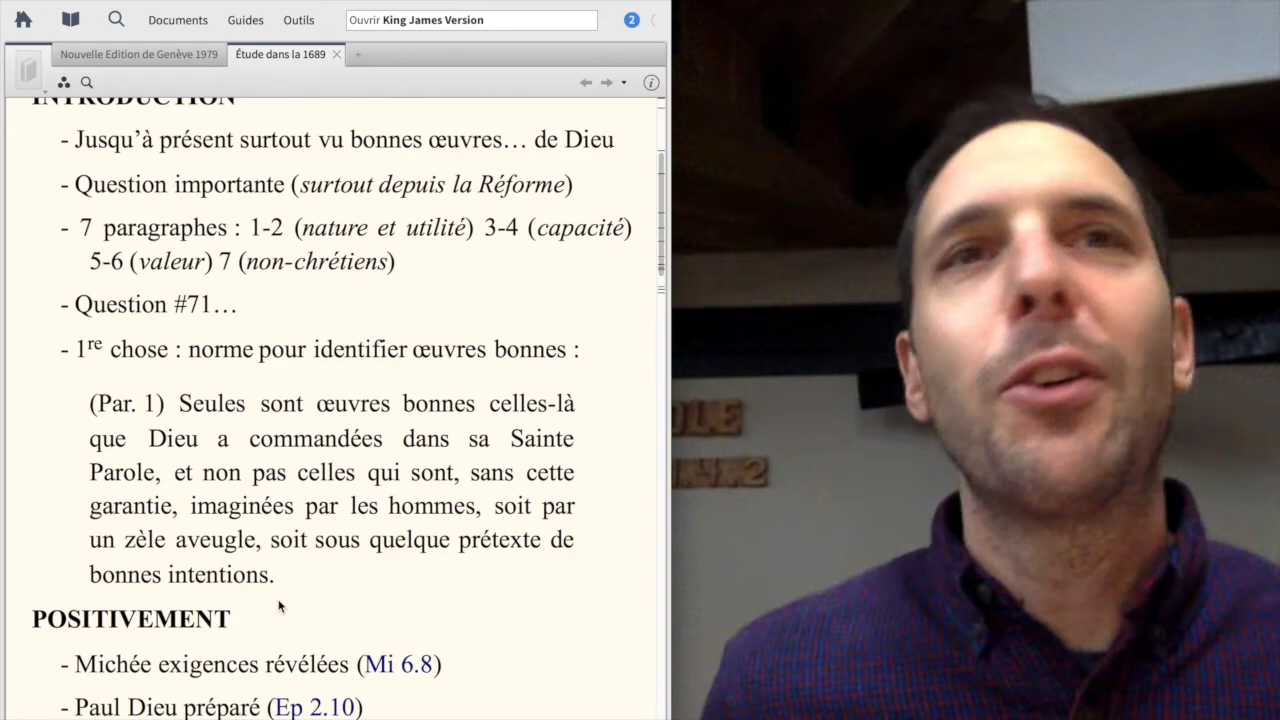 Documents Guides Outils Ouvrir King James Version 2
Nouvelle Edition de Genève 1979 Étude dans la 1689
INTRODUCTION
- Jusqu’à présent surtout vu bonnes œuvres… de Dieu
- Question importante (surtout depuis la Réforme)
- 7 paragraphes : 1-2 (nature et utilité) 3-4 (capacité)
5-6 (valeur) 7 (non-chrétiens)
- Question #71…
- 1re chose : norme pour identifier œuvres bonnes :
(Par. 1) Seules sont œuvres bonnes celles-là
que Dieu a commandées dans sa Sainte
Parole, et non pas celles qui sont, sans cette
garantie, imaginées par les hommes, soit par
un zèle aveugle, soit sous quelque prétexte de
bonnes intentions.
POSITIVEMENT
- Michée exigences révélées (Mi 6.8)
- Paul Dieu préparé (Ep 2.10)
OLE
.4.2